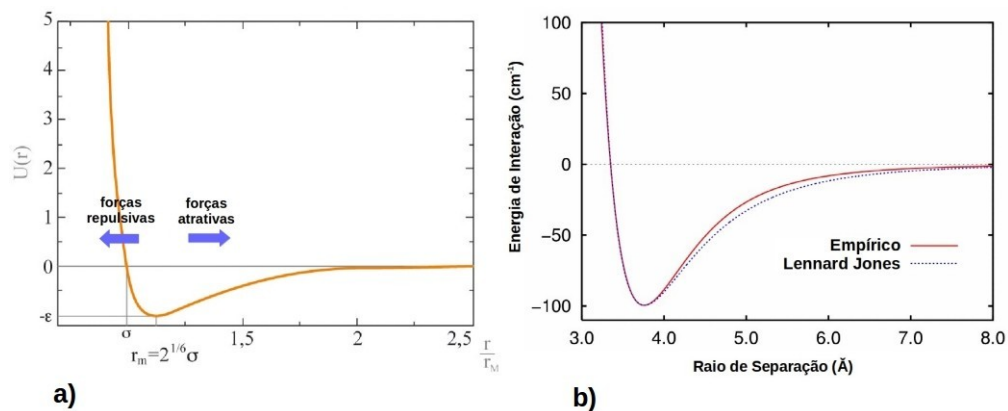 5
4
3
2
1
0
-ε
U(r)
forças
repulsivas
forças
atrativas
σ
1,5
2
2,5
r
r_M
r_m=2^{1/6}σ
a)
100
50
0
−50
−100
Energia de Interação (cm⁻¹)
Empírico
Lennard Jones
3.0
4.0
5.0
6.0
7.0
8.0
Raio de Separação (Å)
b)